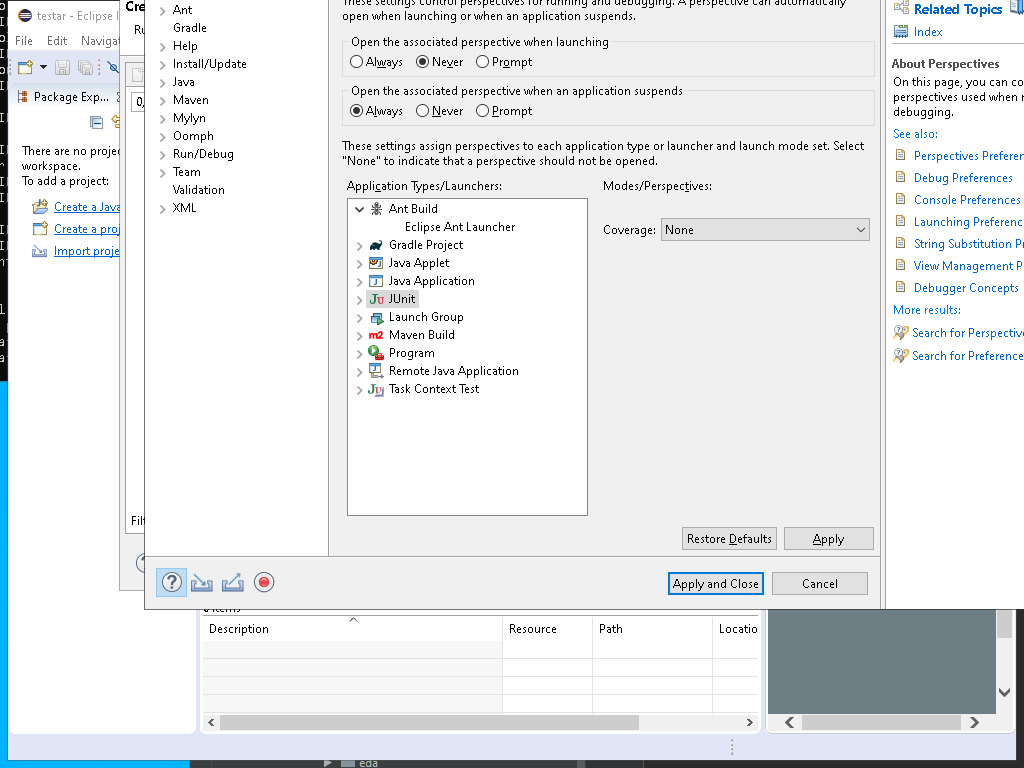 testar - Eclipse I
File Edit Navigat
Package Exp...
There are no proje
workspace.
To add a project:
Create a Java
Create a proj
Import proje
Cre
Ru
0,
Filt
Ant
Gradle
Help
Install/Update
Java
Maven
Mylyn
Oomph
Run/Debug
Team
Validation
XML
These settings control perspectives for running and debugging. A perspective can automatically
open when launching or when an application suspends.
Open the associated perspective when launching
Always Never Prompt
Open the associated perspective when an application suspends
Always Never Prompt
These settings assign perspectives to each application type or launcher and launch mode set. Select
"None" to indicate that a perspective should not be opened.
Application Types/Launchers:
Modes/Perspectives:
Ant Build
Eclipse Ant Launcher
Gradle Project
Java Applet
Java Application
JUnit
Launch Group
Maven Build
Program
Remote Java Application
Task Context Test
Coverage: None
Restore Defaults
Apply
Apply and Close
Cancel
Related Topics
Index
About Perspectives
On this page, you can co
perspectives used when r
debugging.
See also:
Perspectives Preferer
Debug Preferences
Console Preferences
Launching Preferenc
String Substitution Pr
View Management P
Debugger Concepts
More results:
Search for Perspective
Search for Preference
Description Resource Path Locatio
eda